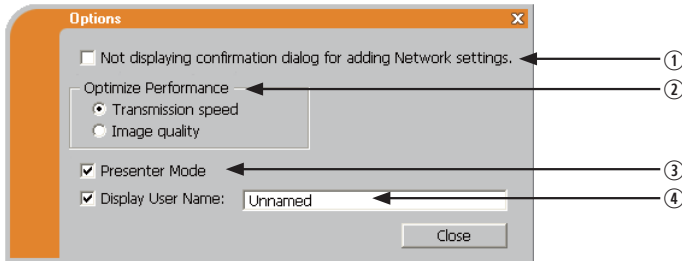 Options
Not displaying confirmation dialog for adding Network settings.
①
Optimize Performance
②
Transmission speed
Image quality
Presenter Mode
③
Display User Name: Unnamed
④
Close